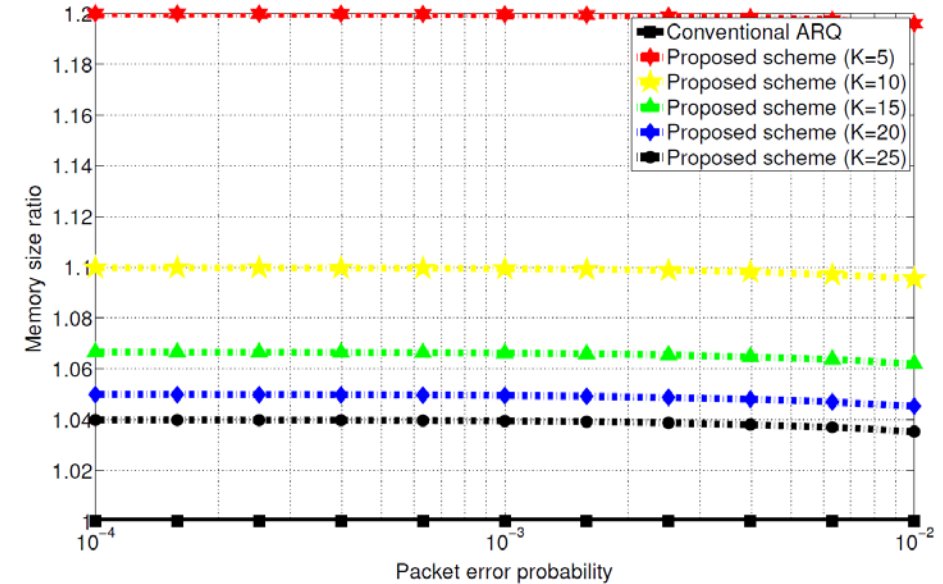 1.2
1.18
1.16
1.14
1.12
1.1
1.08
1.06
1.04
1.02
1
Memory size ratio
Conventional ARQ
Proposed scheme (K=5)
Proposed scheme (K=10)
Proposed scheme (K=15)
Proposed scheme (K=20)
Proposed scheme (K=25)
10^-4
10^-3
10^-2
Packet error probability